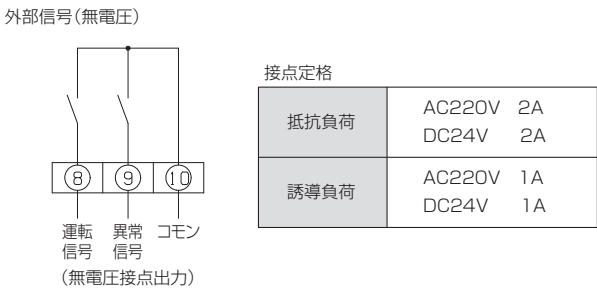 外部信号(無電圧)
⑧ ⑨ ⑩
運転信号
異常信号
コモン
(無電圧接点出力)
接点定格
抵抗負荷
AC220V 2A
DC24V 2A
誘導負荷
AC220V 1A
DC24V 1A